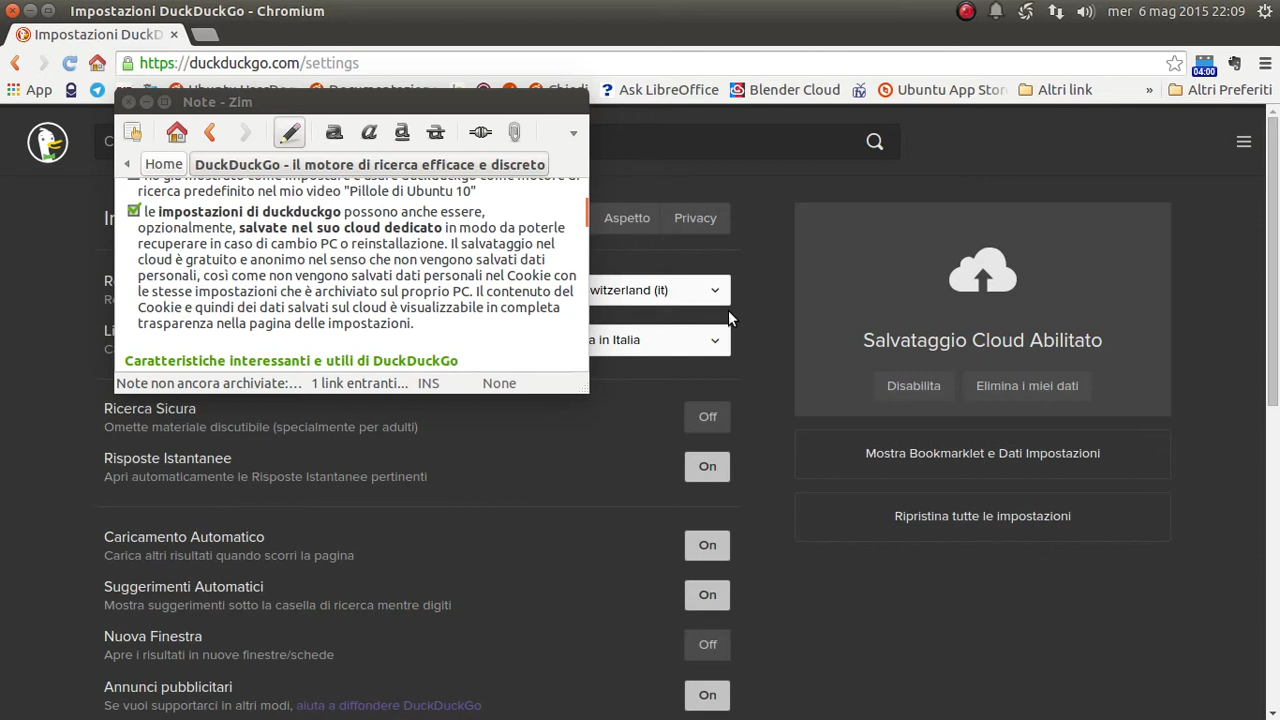 Impostazioni DuckDuckGo - Chromium
mer 6 mag 2015 22:09
Impostazioni DuckD
https://duckduckgo.com/settings
04:00
App
Ask LibreOffice
Blender Cloud
Ubuntu App Stor
Altri link
»
Altri Preferiti
Note - Zim
Home
DuckDuckGo - il motore di ricerca efficace e discreto
ricerca predefinito nel mio video "Pillole di Ubuntu 10"
le impostazioni di duckduckgo possono anche essere,
opzionalmente, salvate nel suo cloud dedicato in modo da poterle
recuperare in caso di cambio PC o reinstallazione. Il salvataggio nel
cloud è gratuito e anonimo nel senso che non vengono salvati dati
personali, così come non vengono salvati dati personali nel Cookie con
le stesse impostazioni che è archiviato sul proprio PC. Il contenuto del
Cookie e quindi dei dati salvati sul cloud è visualizzabile in completa
trasparenza nella pagina delle impostazioni.
Caratteristiche interessanti e utili di DuckDuckGo
Note non ancora archiviate:...
1 link entranti...
INS
None
Aspetto
Privacy
witzerland (it)
a in Italia
Ricerca Sicura
Omette materiale discutibile (specialmente per adulti)
Off
Risposte Istantanee
Apri automaticamente le Risposte Istantanee pertinenti
On
Caricamento Automatico
Carica altri risultati quando scorri la pagina
On
Suggerimenti Automatici
Mostra suggerimenti sotto la casella di ricerca mentre digiti
On
Nuova Finestra
Apre i risultati in nuove finestre/schede
Off
Annunci pubblicitari
Se vuoi supportarci in altri modi, aiuta a diffondere DuckDuckGo
On
Salvataggio Cloud Abilitato
Disabilita
Elimina i miei dati
Mostra Bookmarklet e Dati Impostazioni
Ripristina tutte le impostazioni